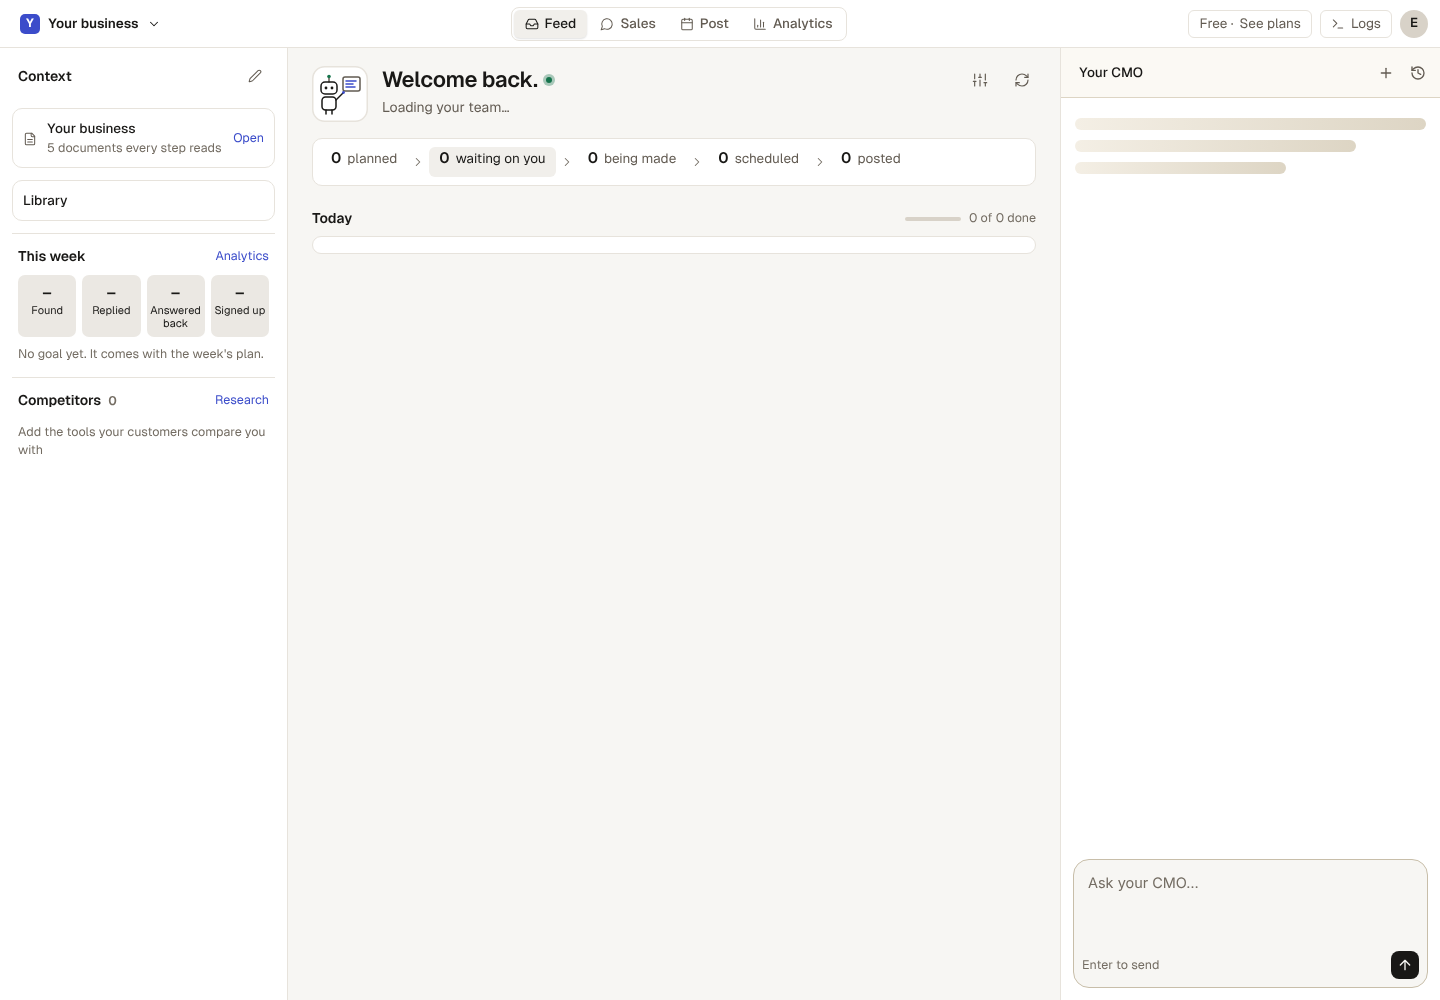 Y Your business
Feed
Sales
Post
Analytics
Free · See plans
Logs
E
Context
Your business
5 documents every step reads
Open
Library
This week
Analytics
– Found
– Replied
– Answered back
– Signed up
No goal yet. It comes with the week's plan.
Competitors 0
Research
Add the tools your customers compare you
with
Welcome back.
Loading your team…
0 planned
0 waiting on you
0 being made
0 scheduled
0 posted
Today
0 of 0 done
Your CMO
Ask your CMO...
Enter to send